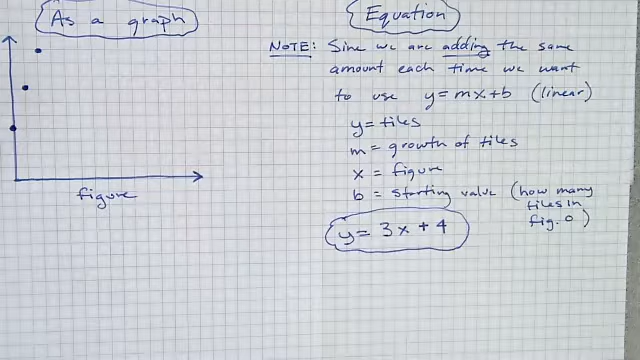 As a graph
figure
Equation
NOTE: Sine we are adding the same
amount each time we want
to use y = mx+b (linear)
y = tiles
m = growth of tiles
x = figure
b = starting value (how many
tiles in
fig. 0)
y = 3x + 4